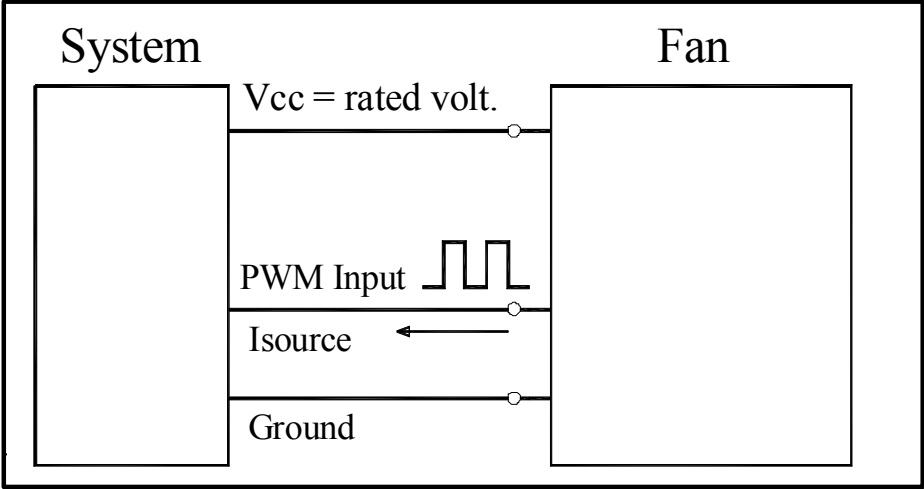 System
Fan
Vcc = rated volt.
PWM Input
Isource
Ground